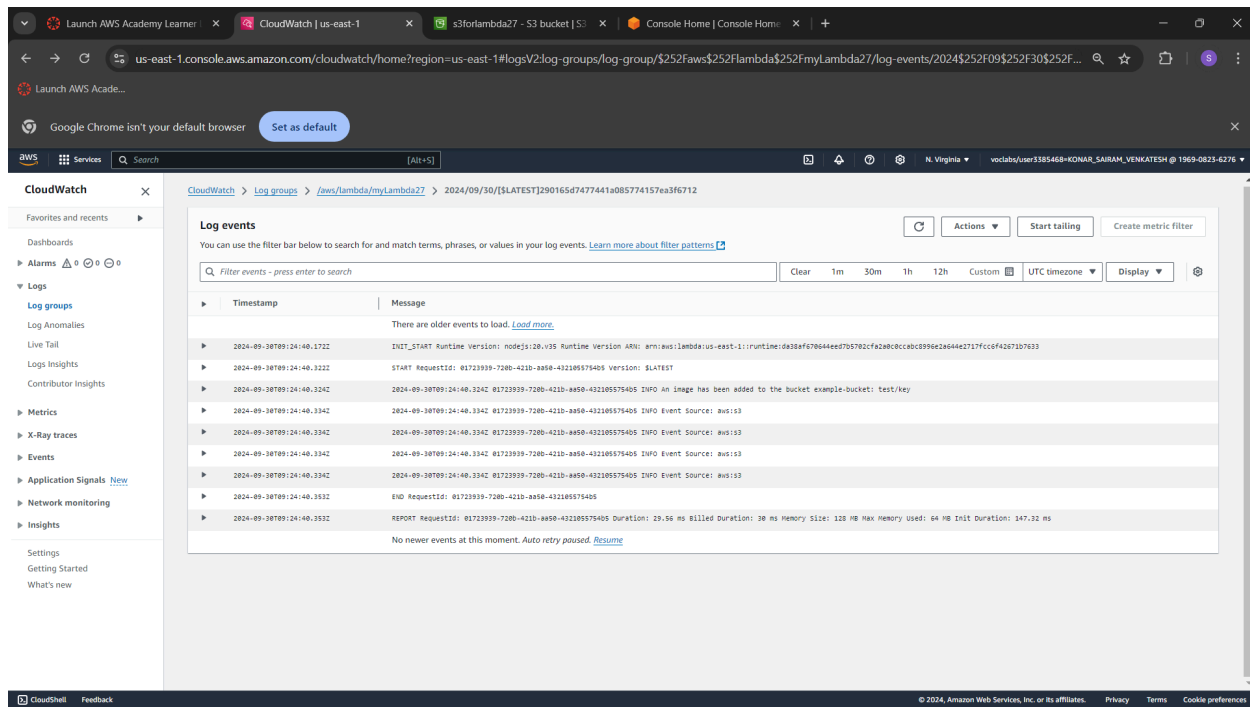 Launch AWS Academy Learner
CloudWatch | us-east-1
s3forlambda27 - S3 bucket | S3
Console Home | Console Home
us-east-1.console.aws.amazon.com/cloudwatch/home?region=us-east-1#logsV2:log-groups/log-group/$252Faws$252Flambda$252FmyLambda27/log-events/2024$252F09$252F30$252F...
S
Launch AWS Acade...
Google Chrome isn't your default browser
Set as default
aws
Services
Search
[Alt+S]
N. Virginia
voclabs/user3385468=KONAR_SAIRAM_VENKATESH @ 1969-0823-6276
CloudWatch
CloudWatch > Log groups > /aws/lambda/myLambda27 > 2024/09/30/[$LATEST]290165d7477441a085774157ea3f6712
Favorites and recents
Dashboards
Alarms 0 0 0
Logs
Log groups
Log Anomalies
Live Tail
Logs Insights
Contributor Insights
Metrics
X-Ray traces
Events
Application Signals New
Network monitoring
Insights
Settings
Getting Started
What's new
Log events
Actions
Start tailing
Create metric filter
You can use the filter bar below to search for and match terms, phrases, or values in your log events. Learn more about filter patterns
Filter events - press enter to search
Clear 1m 30m 1h 12h Custom UTC timezone Display
Timestamp Message
There are older events to load. Load more.
2024-09-30T09:24:40.172Z INIT_START Runtime Version: nodejs:20.v35 Runtime Version ARN: arn:aws:lambda:us-east-1::runtime:da38af670644eed7b5702cfa2a0c0ccabc8996e2a644e2717fcc6f42671b7633
2024-09-30T09:24:40.322Z START RequestId: 01723939-720b-421b-aa50-4321055754b5 Version: $LATEST
2024-09-30T09:24:40.324Z 2024-09-30T09:24:40.324Z 01723939-720b-421b-aa50-4321055754b5 INFO An image has been added to the bucket example-bucket: test/key
2024-09-30T09:24:40.334Z 2024-09-30T09:24:40.334Z 01723939-720b-421b-aa50-4321055754b5 INFO Event Source: aws:s3
2024-09-30T09:24:40.334Z 2024-09-30T09:24:40.334Z 01723939-720b-421b-aa50-4321055754b5 INFO Event Source: aws:s3
2024-09-30T09:24:40.334Z 2024-09-30T09:24:40.334Z 01723939-720b-421b-aa50-4321055754b5 INFO Event Source: aws:s3
2024-09-30T09:24:40.334Z 2024-09-30T09:24:40.334Z 01723939-720b-421b-aa50-4321055754b5 INFO Event Source: aws:s3
2024-09-30T09:24:40.353Z END RequestId: 01723939-720b-421b-aa50-4321055754b5
2024-09-30T09:24:40.353Z REPORT RequestId: 01723939-720b-421b-aa50-4321055754b5 Duration: 29.56 ms Billed Duration: 30 ms Memory Size: 128 MB Max Memory Used: 64 MB Init Duration: 147.32 ms
No newer events at this moment. Auto retry paused. Resume
CloudShell Feedback
© 2024, Amazon Web Services, Inc. or its affiliates. Privacy Terms Cookie preferences